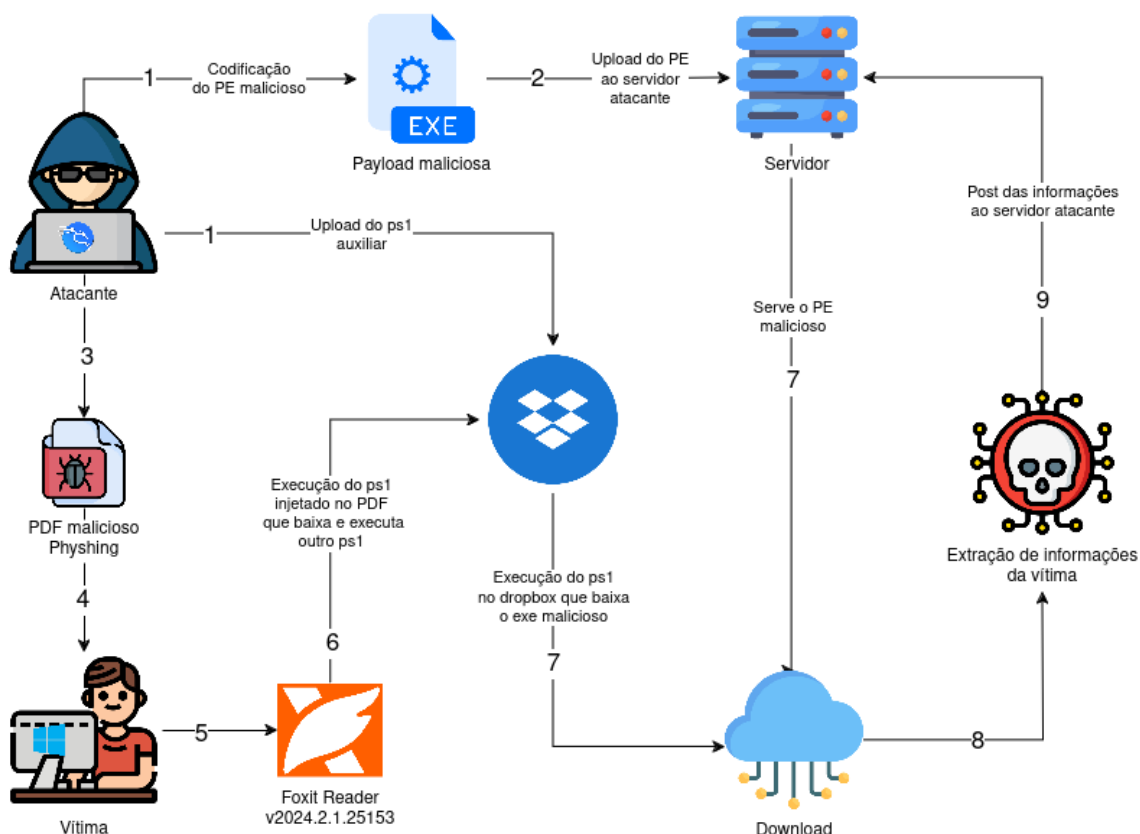 1
Codificação
do PE malicioso
EXE
Payload maliciosa
2
Upload do PE
ao servidor
atacante
Servidor
Atacante
1
Upload do ps1
auxiliar
Post das informações
ao servidor atacante
Serve o PE
malicioso
7
9
3
PDF malicioso
Physhing
4
Execução do ps1
injetado no PDF
que baixa e executa
outro ps1
6
Execução do ps1
no dropbox que baixa
o exe malicioso
7
Extração de informações
da vítima
5
Foxit Reader
v2024.2.1.25153
8
Vítima
Download